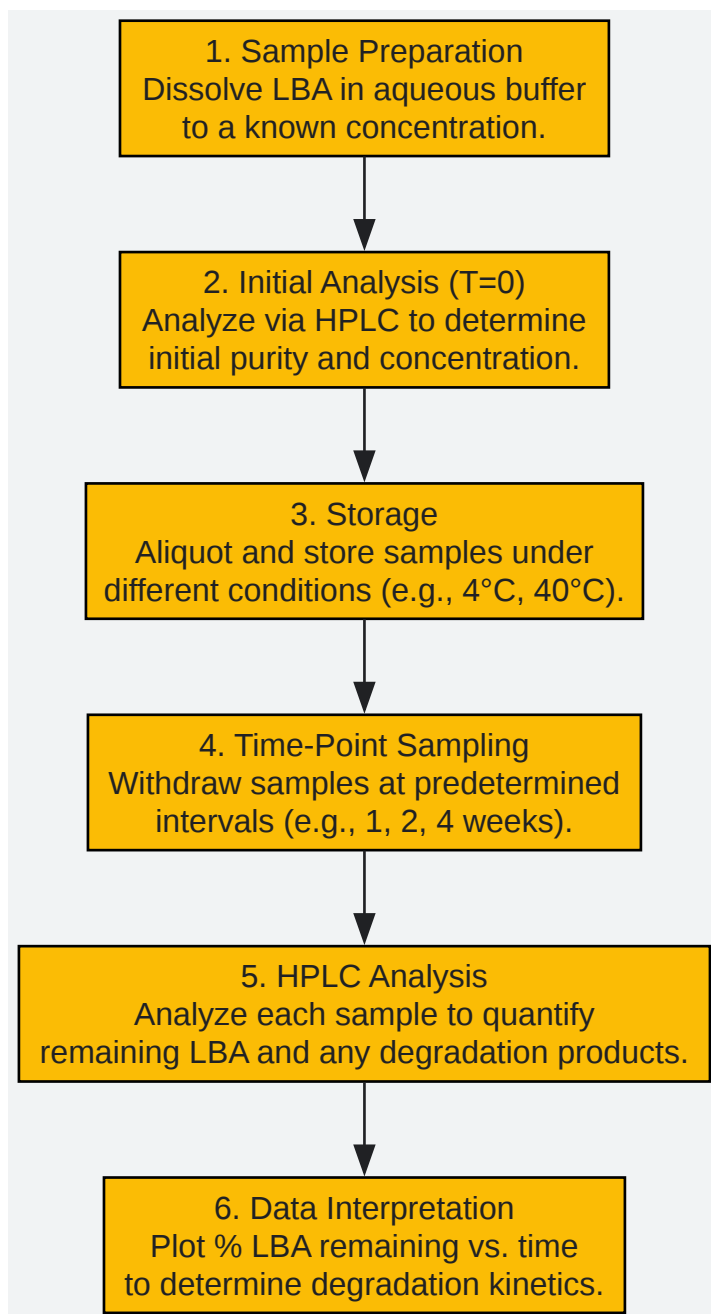 1. Sample Preparation
Dissolve LBA in aqueous buffer
to a known concentration.
2. Initial Analysis (T=0)
Analyze via HPLC to determine
initial purity and concentration.
3. Storage
Aliquot and store samples under
different conditions (e.g., 4°C, 40°C).
4. Time-Point Sampling
Withdraw samples at predetermined
intervals (e.g., 1, 2, 4 weeks).
5. HPLC Analysis
Analyze each sample to quantify
remaining LBA and any degradation products.
6. Data Interpretation
Plot % LBA remaining vs. time
to determine degradation kinetics.